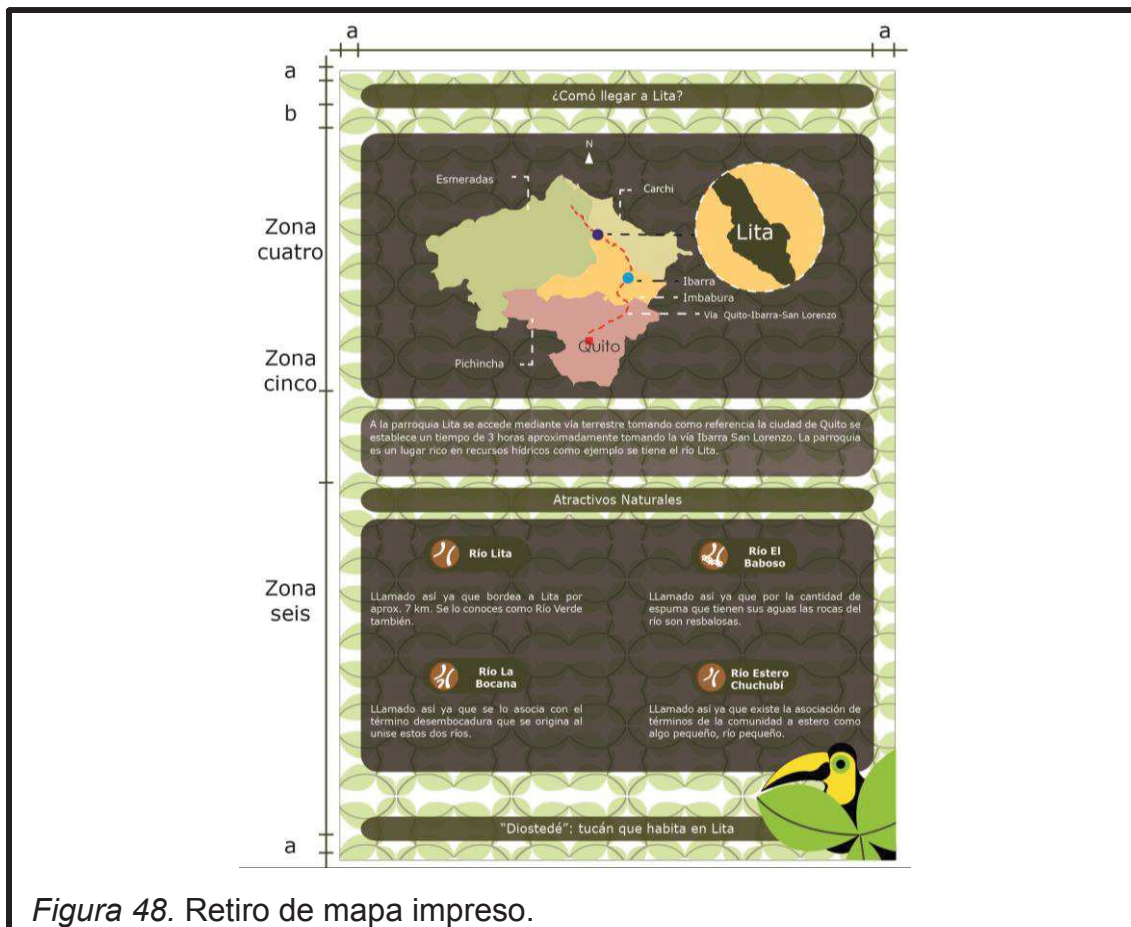 a
a
a
b
¿Comó llegar a Lita?
N
Esmeradas
Carchi
Lita
Zona
cuatro
Ibarra
Imbabura
Vía Quito-Ibarra-San Lorenzo
Quito
Pichincha
Zona
cinco
A la parroquia Lita se accede mediante vía terrestre tomando como referencia la ciudad de Quito se
establece un tiempo de 3 horas aproximadamente tomando la vía Ibarra San Lorenzo. La parroquia
es un lugar rico en recursos hídricos como ejemplo se tiene el río Lita.
Atractivos Naturales
Zona
seis
Río Lita
LLamado así ya que bordea a Lita por
aprox. 7 km. Se lo conoces como Río Verde
también.
Río El
Baboso
LLamado así ya que por la cantidad de
espuma que tienen sus aguas las rocas del
río son resbalosas.
Río La
Bocana
LLamado así ya que se lo asocia con el
término desembocadura que se origina al
unise estos dos ríos.
Río Estero
Chuchubí
LLamado así ya que existe la asociación de
términos de la comunidad a estero como
algo pequeño, río pequeño.
"Diostedé": tucán que habita en Lita
a
Figura 48. Retiro de mapa impreso.